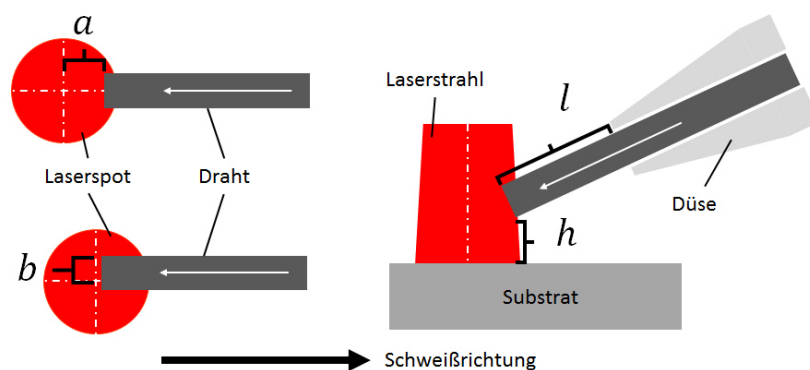 a
Laserspot
Draht
b
Laserstrahl
l
Düse
h
Substrat
Schweißrichtung